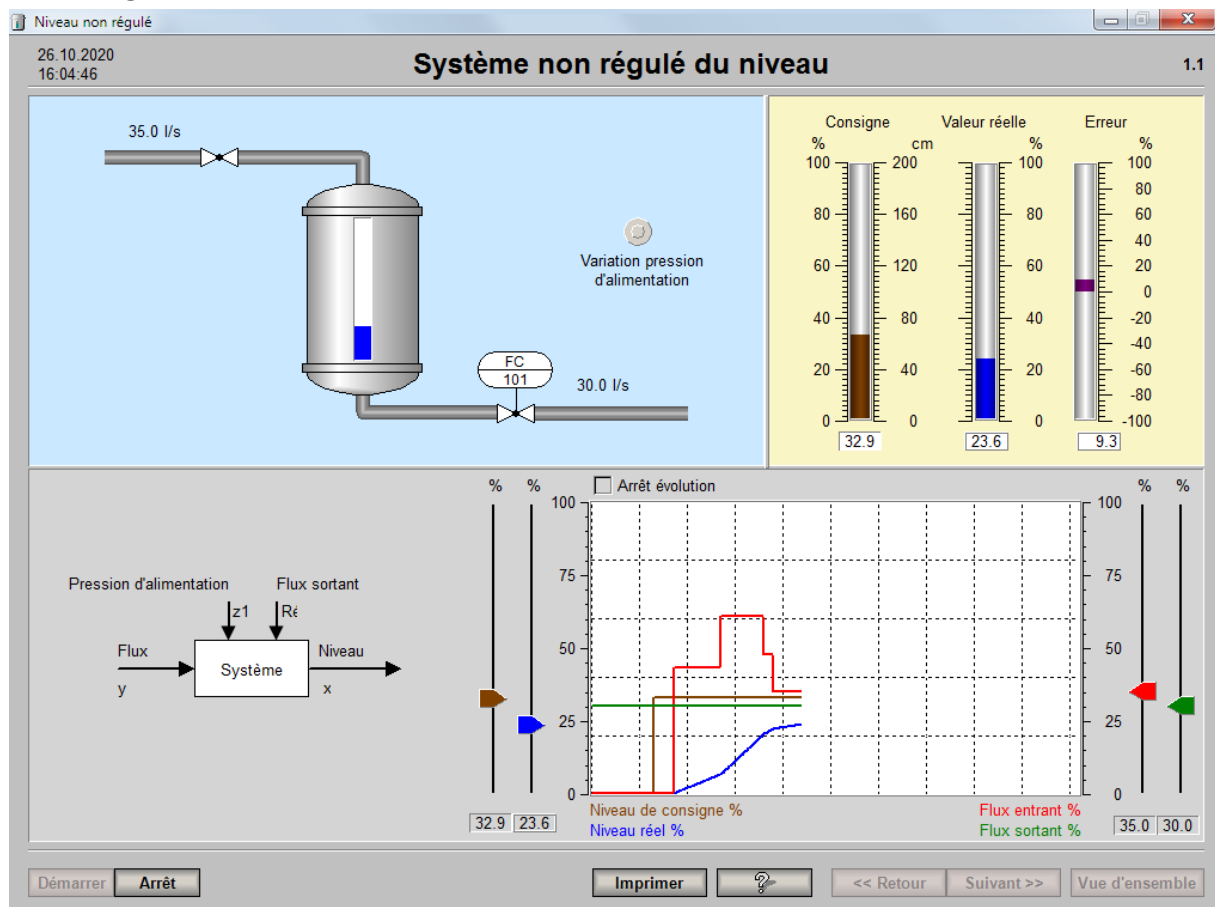 Niveau non régulé
26.10.2020
16:04:46
Système non régulé du niveau
1.1
35.0 l/s
Variation pression
d'alimentation
FC
101
30.0 l/s
Consigne Valeur réelle Erreur
% cm % %
100 200 100 100
80
80 160 80 60
40
60 120 60 20
0
40 80 40 -20
-40
20 40 20 -60
-80
0 0 0 -100
32.9 23.6 9.3
Pression d'alimentation Flux sortant
z1 Ré
Flux Niveau
Système
y x
% % Arrêt évolution % %
100 100
75 75
50 50
25 25
0 0
Niveau de consigne % Flux entrant %
Niveau réel % Flux sortant %
32.9 23.6 35.0 30.0
Démarrer Arrêt Imprimer ? << Retour Suivant >> Vue d'ensemble